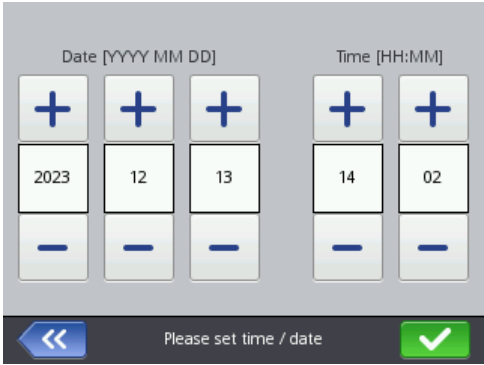 Date [YYYY MM DD] Time [HH:MM]
+ + + + +
2023 12 13 14 02
− − − − −
Please set time / date